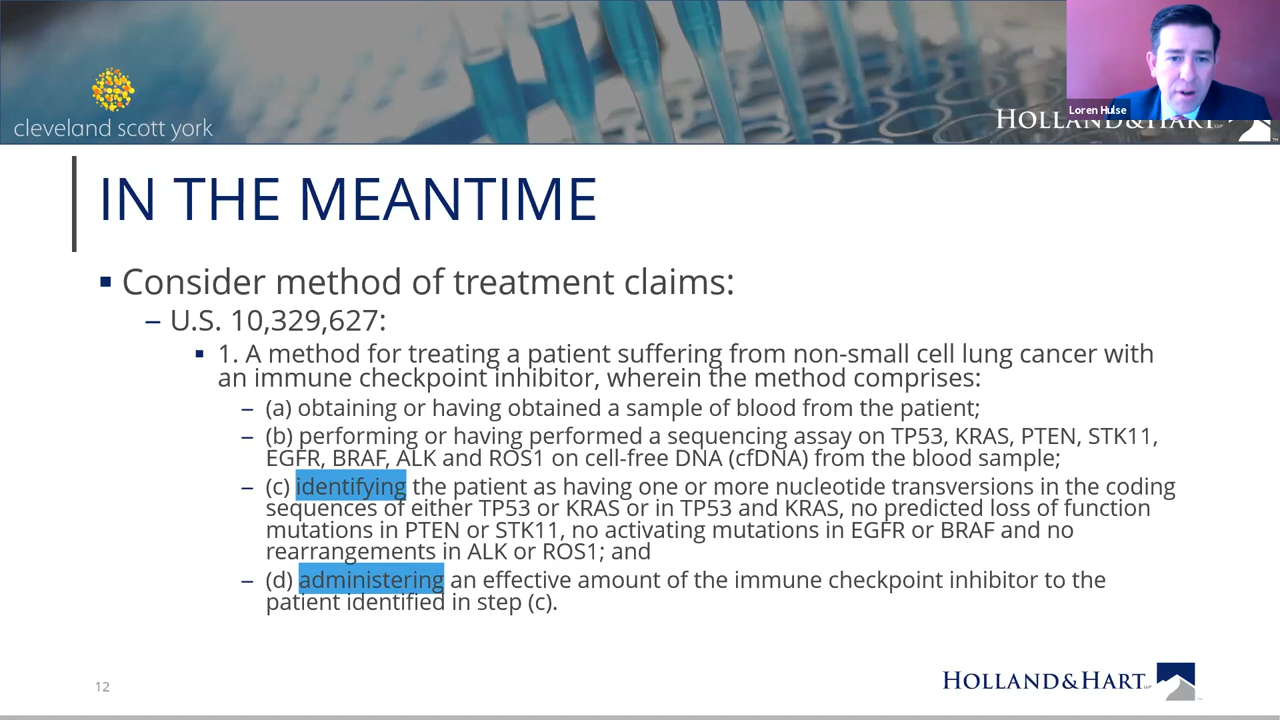 cleveland scott york
HOLLAND&HART
Loren Hulse
IN THE MEANTIME
▪ Consider method of treatment claims:
– U.S. 10,329,627:
▪ 1. A method for treating a patient suffering from non-small cell lung cancer with
an immune checkpoint inhibitor, wherein the method comprises:
– (a) obtaining or having obtained a sample of blood from the patient;
– (b) performing or having performed a sequencing assay on TP53, KRAS, PTEN, STK11,
EGFR, BRAF, ALK and ROS1 on cell-free DNA (cfDNA) from the blood sample;
– (c) identifying the patient as having one or more nucleotide transversions in the coding
sequences of either TP53 or KRAS or in TP53 and KRAS, no predicted loss of function
mutations in PTEN or STK11, no activating mutations in EGFR or BRAF and no
rearrangements in ALK or ROS1; and
– (d) administering an effective amount of the immune checkpoint inhibitor to the
patient identified in step (c).
12
HOLLAND&HART